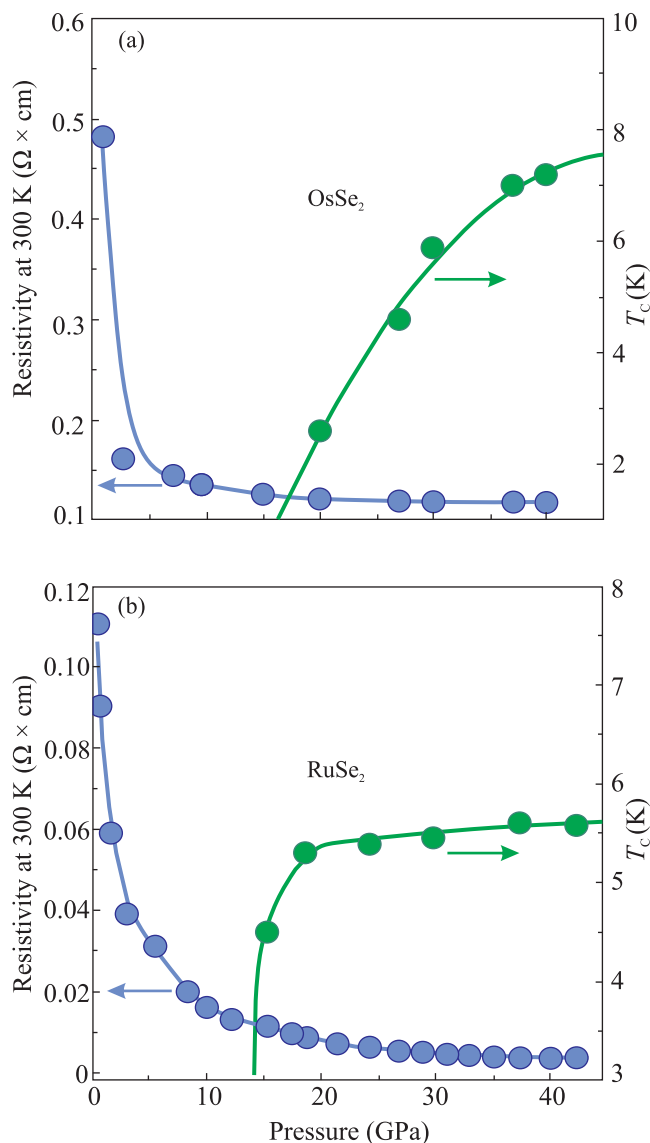 (a)
0.6
0.5
0.4
0.3
0.2
0.1
Resistivity at 300 K (Ω × cm)
OsSe₂
10
8
6
4
2
T_C (K)
(b)
0.12
0.10
0.08
0.06
0.04
0.02
0
Resistivity at 300 K (Ω × cm)
RuSe₂
8
7
6
5
4
3
T_C (K)
0 10 20 30 40
Pressure (GPa)